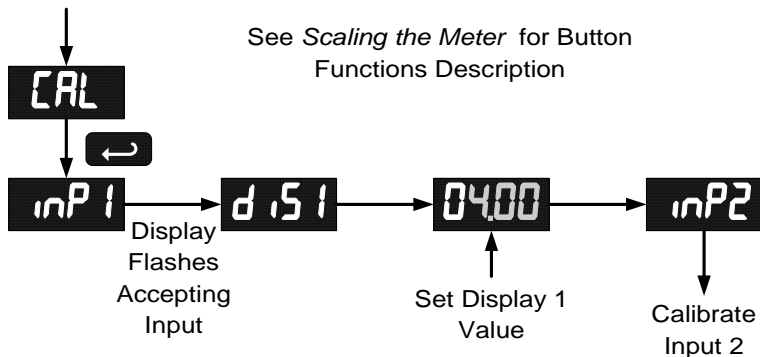 See Scaling the Meter for Button
Functions Description
CAL
inP1
diS1
04.00
inP2
Display
Flashes
Accepting
Input
Set Display 1
Value
Calibrate
Input 2